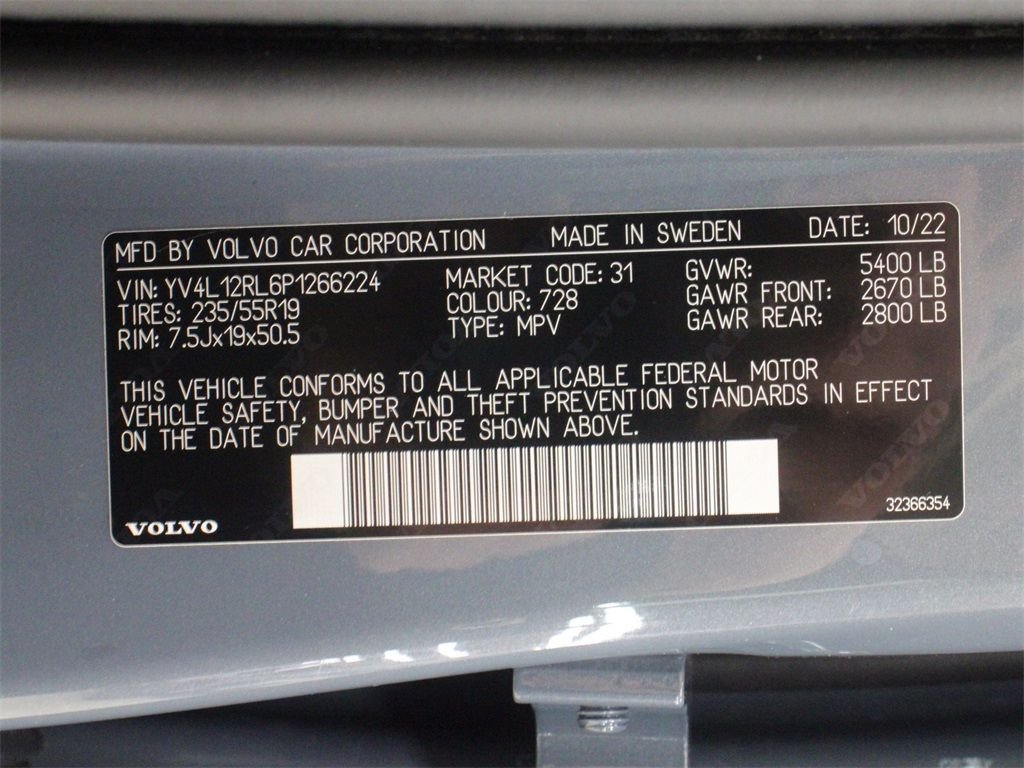 MFD BY VOLVO CAR CORPORATION MADE IN SWEDEN DATE: 10/22
VIN: YV4L12RL6P1266224 MARKET CODE: 31 GVWR: 5400 LB
TIRES: 235/55R19 COLOUR: 728 GAWR FRONT: 2670 LB
RIM: 7.5Jx19x50.5 TYPE: MPV GAWR REAR: 2800 LB
THIS VEHICLE CONFORMS TO ALL APPLICABLE FEDERAL MOTOR
VEHICLE SAFETY, BUMPER AND THEFT PREVENTION STANDARDS IN EFFECT
ON THE DATE OF MANUFACTURE SHOWN ABOVE.
VOLVO
32366354